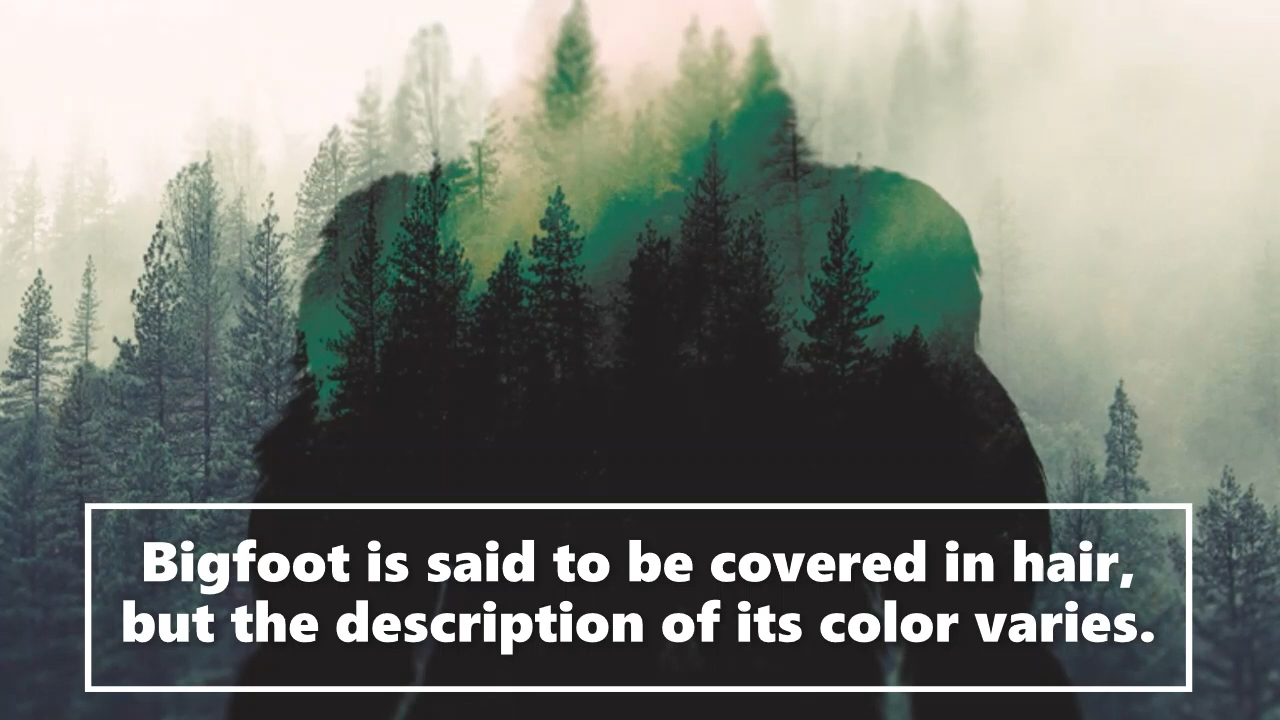 Bigfoot is said to be covered in hair,
but the description of its color varies.